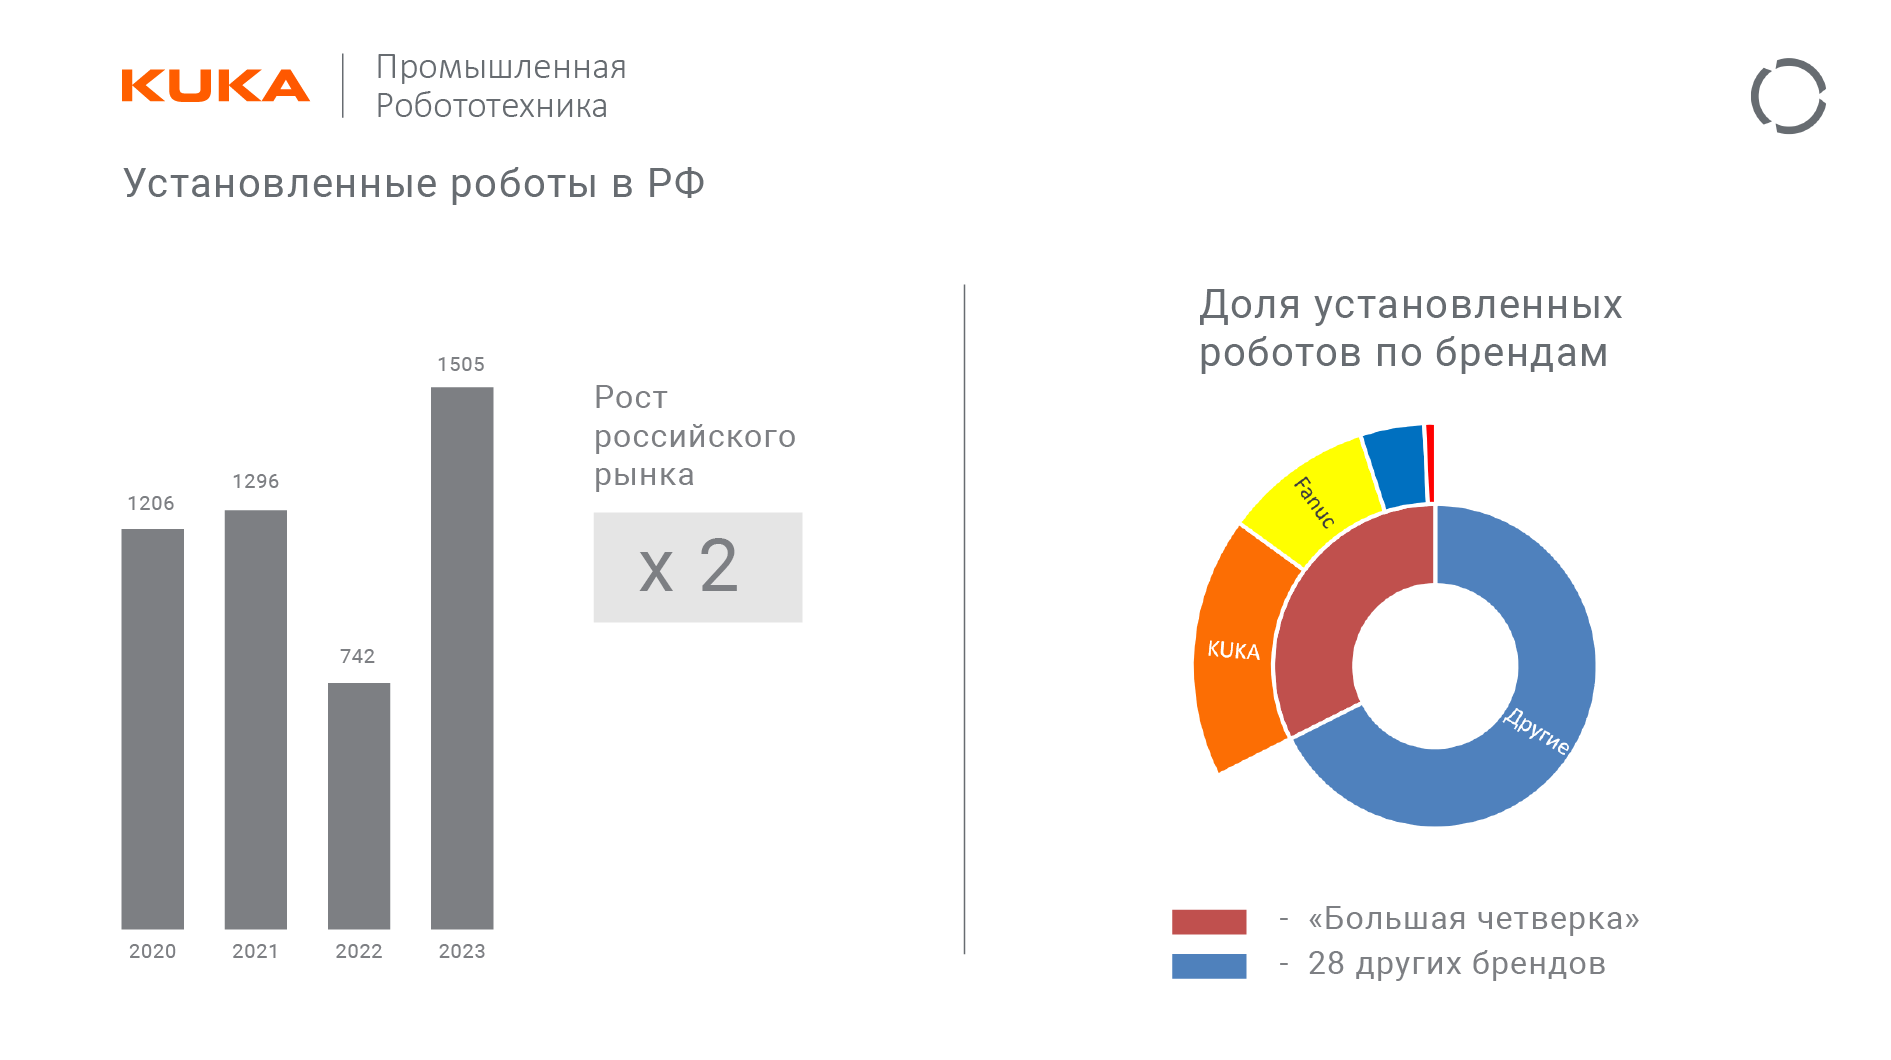 KUKA
Промышленная
Робототехника
Установленные роботы в РФ
1206
1296
742
1505
2020
2021
2022
2023
Рост
российского
рынка
x 2
Доля установленных
роботов по брендам
Fanuc
KUKA
Другие
- «Большая четверка»
- 28 других брендов